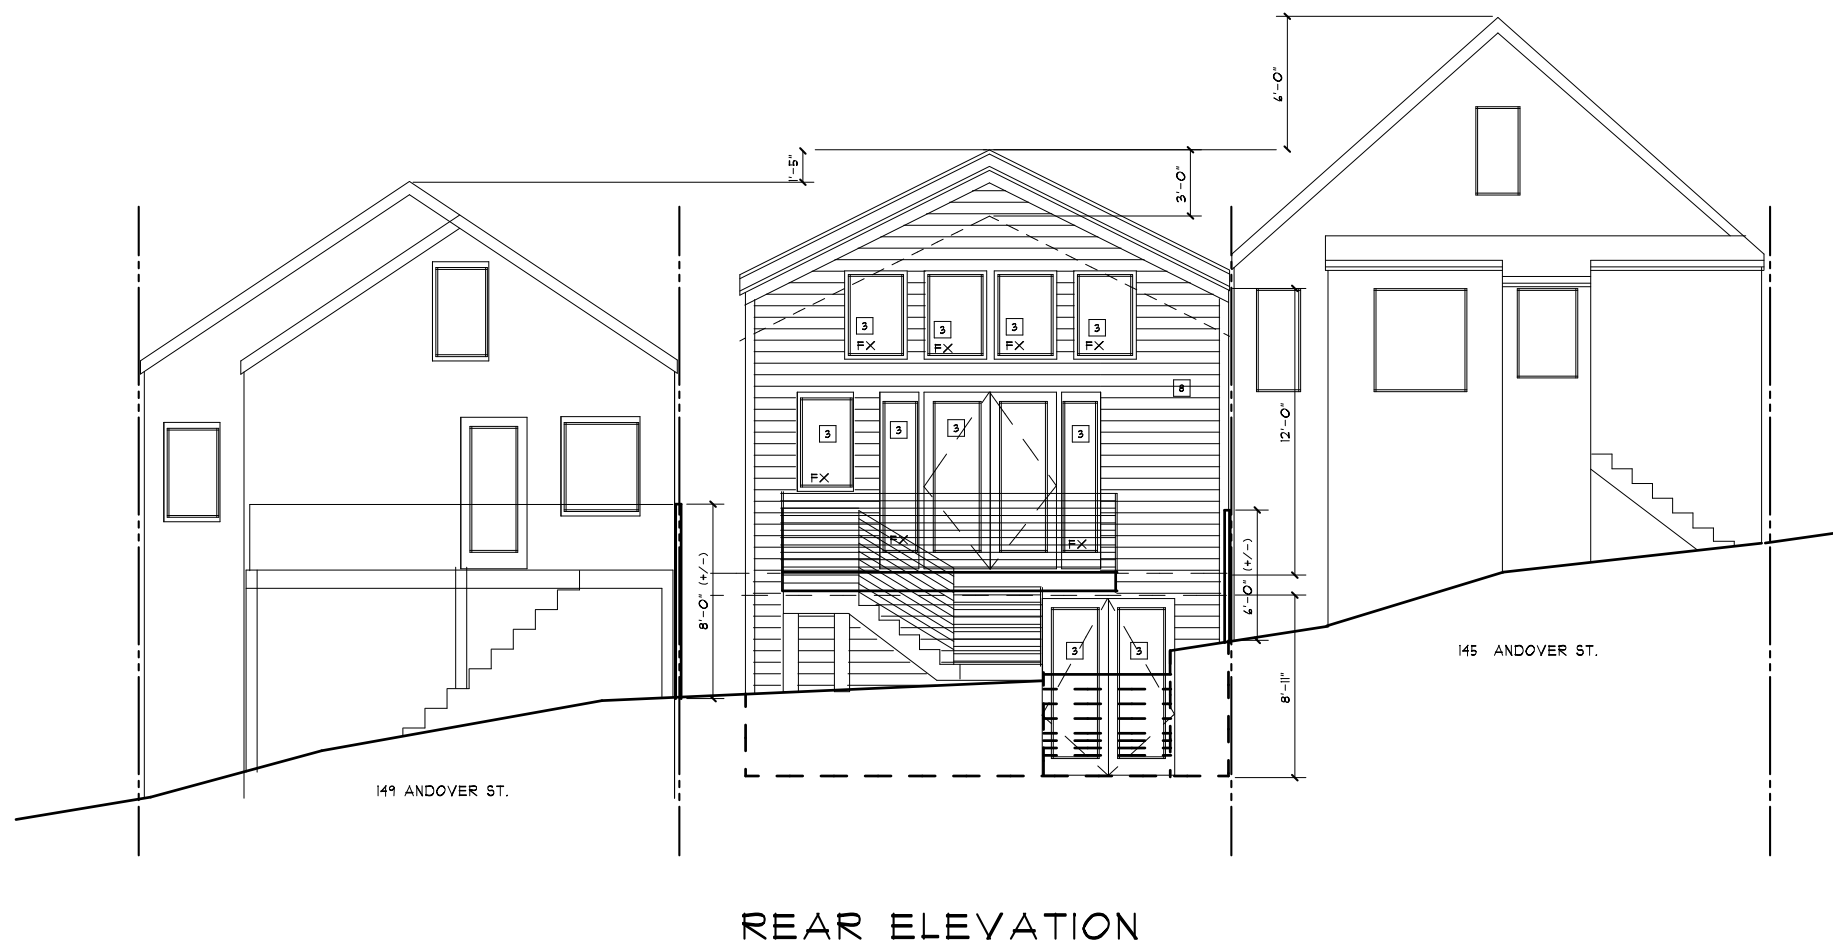 6'-0"
1'-5"
3'-0"
3
FX
3
FX
3
FX
3
FX
8
3
FX
3
FX
3
3
FX
12'-0"
8'-0" (+/-)
6'-0" (+/-)
3
3
8'-11"
145 ANDOVER ST.
149 ANDOVER ST.
REAR ELEVATION